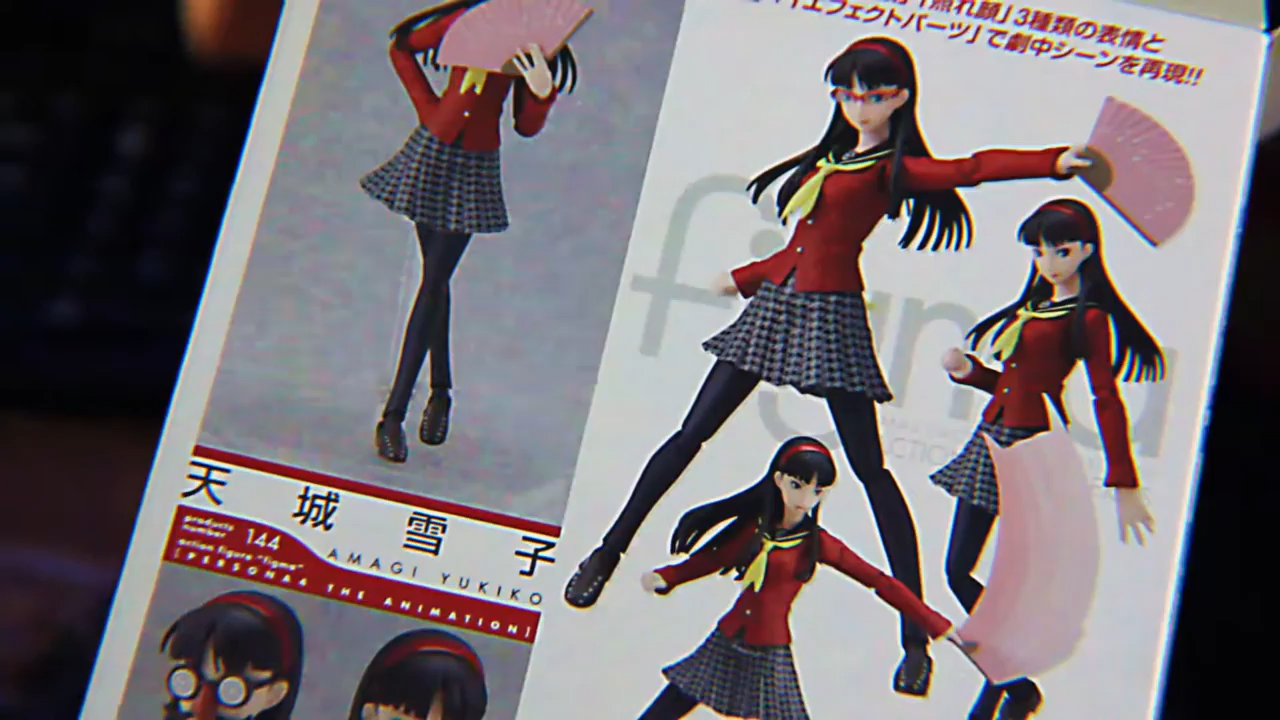 照れ顔」3種類の表情と
エフェクトパーツ」で劇中シーンを再現!!
figma
天城雪子
AMAGI YUKIKO
products number 144
action figure "figma"
[PERSONA4 THE ANIMATION]